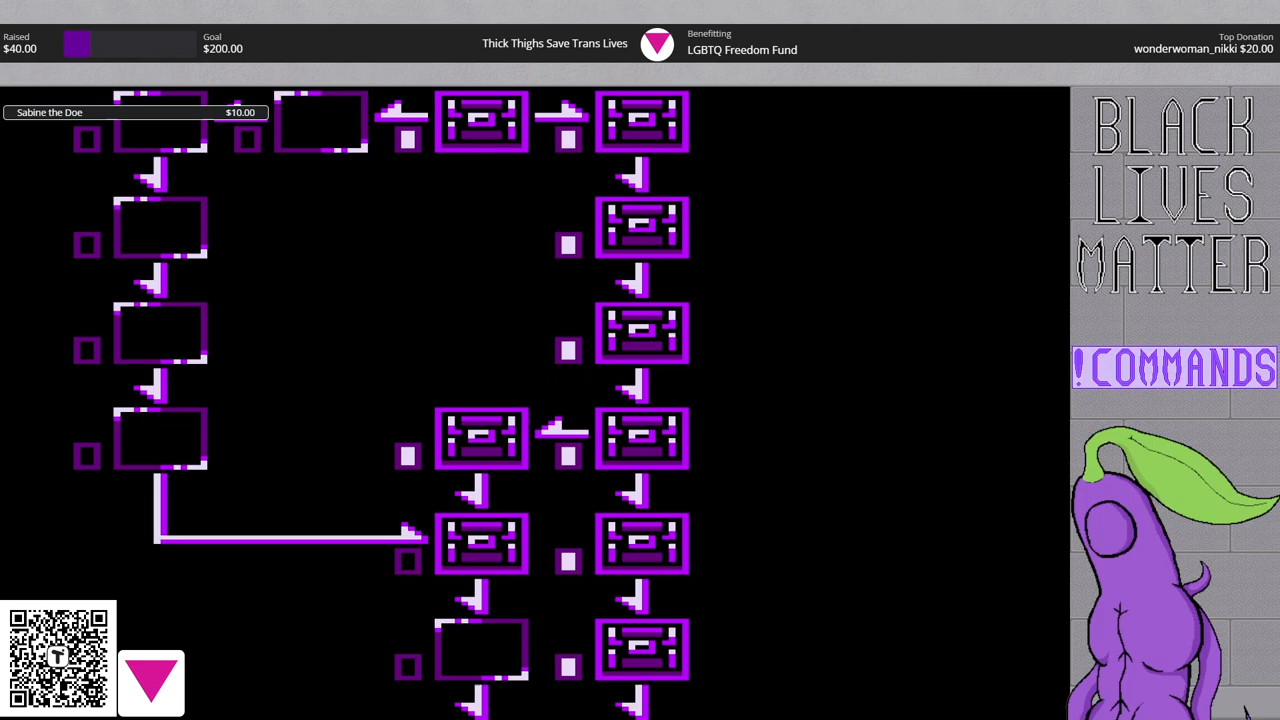 Raised
$40.00
Goal
$200.00
Thick Thighs Save Trans Lives
Benefitting
LGBTQ Freedom Fund
Top Donation
wonderwoman_nikki $20.00
Sabine the Doe $10.00
BLACK
LIVES
MATTER
!COMMANDS
T